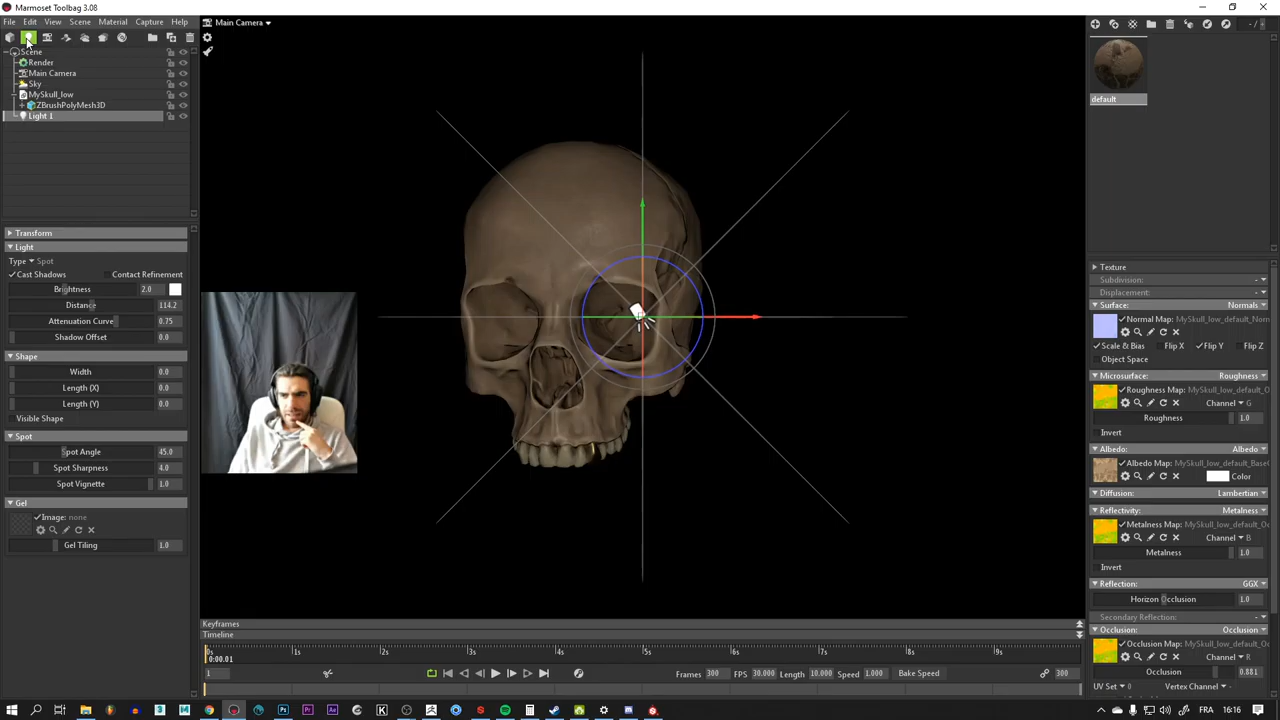 Marmoset Toolbag 3.08
File Edit View Scene Material Capture Help
Main Camera
- / -
Scene
Render
Main Camera
Sky
MySkull_low
ZBrushPolyMesh3D
Light 1
default
Transform
Light
Type Spot
Cast Shadows Contact Refinement
Brightness 2.0
Distance 114.2
Attenuation Curve 0.75
Shadow Offset 0.0
Shape
Width 0.0
Length (X) 0.0
Length (Y) 0.0
Visible Shape
Spot
Spot Angle 45.0
Spot Sharpness 4.0
Spot Vignette 1.0
Gel
Image: none
Gel Tiling 1.0
Texture
Subdivision: -
Displacement: -
Surface: Normals
Normal Map: MySkull_low_default_Norn
Scale & Bias Flip X Flip Y Flip Z
Object Space
Microsurface: Roughness
Roughness Map: MySkull_low_default_O
Channel G
Roughness 1.0
Invert
Albedo: Albedo
Albedo Map: MySkull_low_default_BaseC
Color
Diffusion: Lambertian
Reflectivity: Metalness
Metalness Map: MySkull_low_default_Oc
Channel B
Metalness 1.0
Invert
Reflection: GGX
Horizon Occlusion 1.0
Secondary Reflection: -
Occlusion: Occlusion
Occlusion Map: MySkull_low_default_Oc
Channel R
Occlusion 0.881
UV Set 0 Vertex Channel -
Keyframes
Timeline
0s 1s 2s 3s 4s 5s 6s 7s 8s 9s
0:00.01
1 Frames 300 FPS 30.000 Length 10.000 Speed 1.000 Bake Speed 300
FRA 16:16